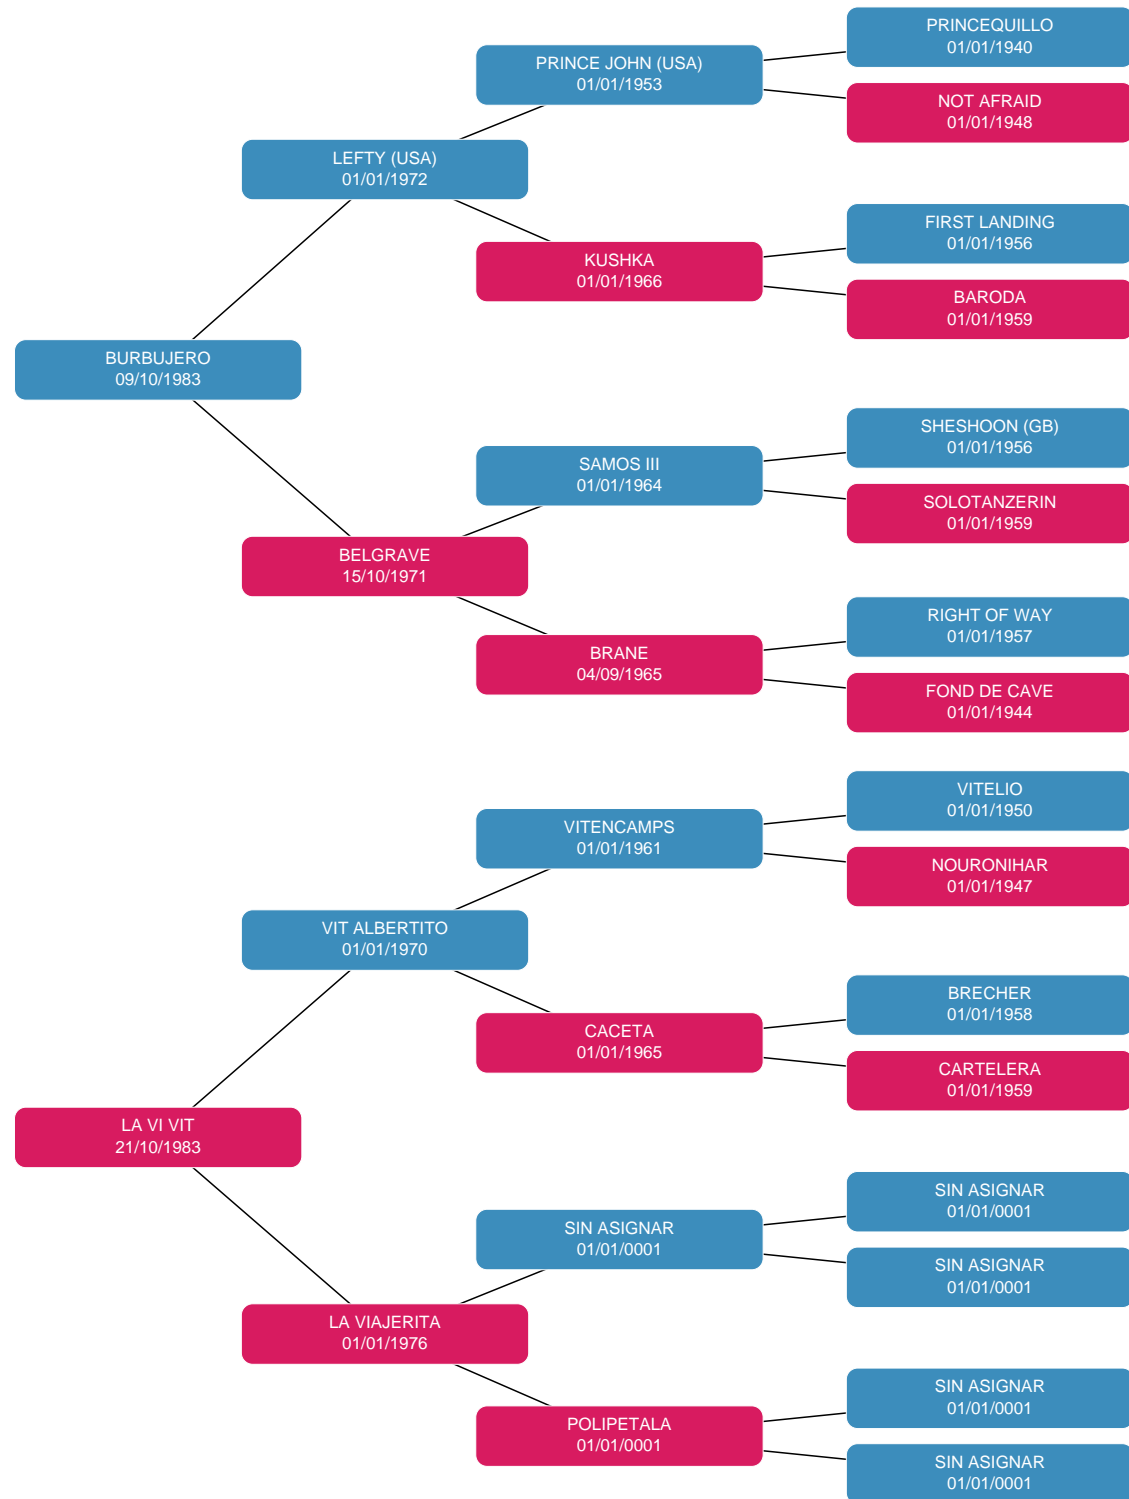 PRINCEQUILLO
01/01/1940
PRINCE JOHN (USA)
01/01/1953
NOT AFRAID
01/01/1948
LEFTY (USA)
01/01/1972
FIRST LANDING
01/01/1956
KUSHKA
01/01/1966
BARODA
01/01/1959
BURBUJERO
09/10/1983
SHESHOON (GB)
01/01/1956
SAMOS III
01/01/1964
SOLOTANZERIN
01/01/1959
BELGRAVE
15/10/1971
RIGHT OF WAY
01/01/1957
BRANE
04/09/1965
FOND DE CAVE
01/01/1944
VITELIO
01/01/1950
VITENCAMPS
01/01/1961
NOURONIHAR
01/01/1947
VIT ALBERTITO
01/01/1970
BRECHER
01/01/1958
CACETA
01/01/1965
CARTELERA
01/01/1959
LA VI VIT
21/10/1983
SIN ASIGNAR
01/01/0001
SIN ASIGNAR
01/01/0001
SIN ASIGNAR
01/01/0001
LA VIAJERITA
01/01/1976
SIN ASIGNAR
01/01/0001
POLIPETALA
01/01/0001
SIN ASIGNAR
01/01/0001